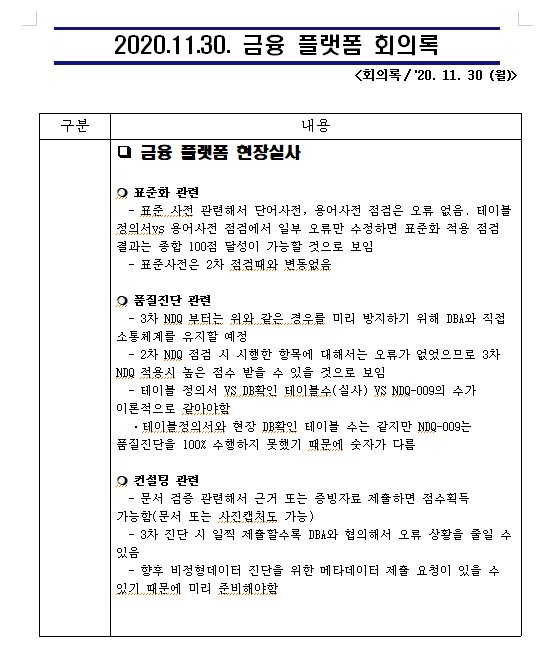 2020.11.30. 금융 플랫폼 회의록
<회의록/'20. 11. 30 (월)>
구분 내용
❏ 금융 플랫폼 현장실사
❍ 표준화 관련
- 표준 사전 관련해서 단어사전, 용어사전 점검은 오류 없음. 테이블
정의서vs 용어사전 점검에서 일부 오류만 수정하면 표준화 적용 점검
결과는 종합 100점 달성이 가능할 것으로 보임
- 표준사전은 2차 점검때와 변동없음
❍ 품질진단 관련
- 3차 NDQ 부터는 위와 같은 경우를 미리 방지하기 위해 DBA와 직접
소통체계를 유지할 예정
- 2차 NDQ 점검 시 시행한 항목에 대해서는 오류가 없었으므로 3차
NDQ 적용시 높은 점수 받을 수 있을 것으로 보임
- 테이블 정의서 VS DB확인 테이블수(실사) VS NDQ-009의 수가
이론적으로 같아야함
・테이블정의서와 현장 DB확인 테이블 수는 같지만 NDQ-009는
품질진단을 100% 수행하지 못했기 때문에 숫자가 다름
❍ 컨설팅 관련
- 문서 검증 관련해서 근거 또는 증빙자료 제출하면 점수획득
가능함(문서 또는 사진캡처도 가능)
- 3차 진단 시 일직 제출할수록 DBA와 협의해서 오류 상황을 줄일 수
있음
- 향후 비정형데이터 진단을 위한 메타데이터 제출 요청이 있을 수
있기 때문에 미리 준비해야함